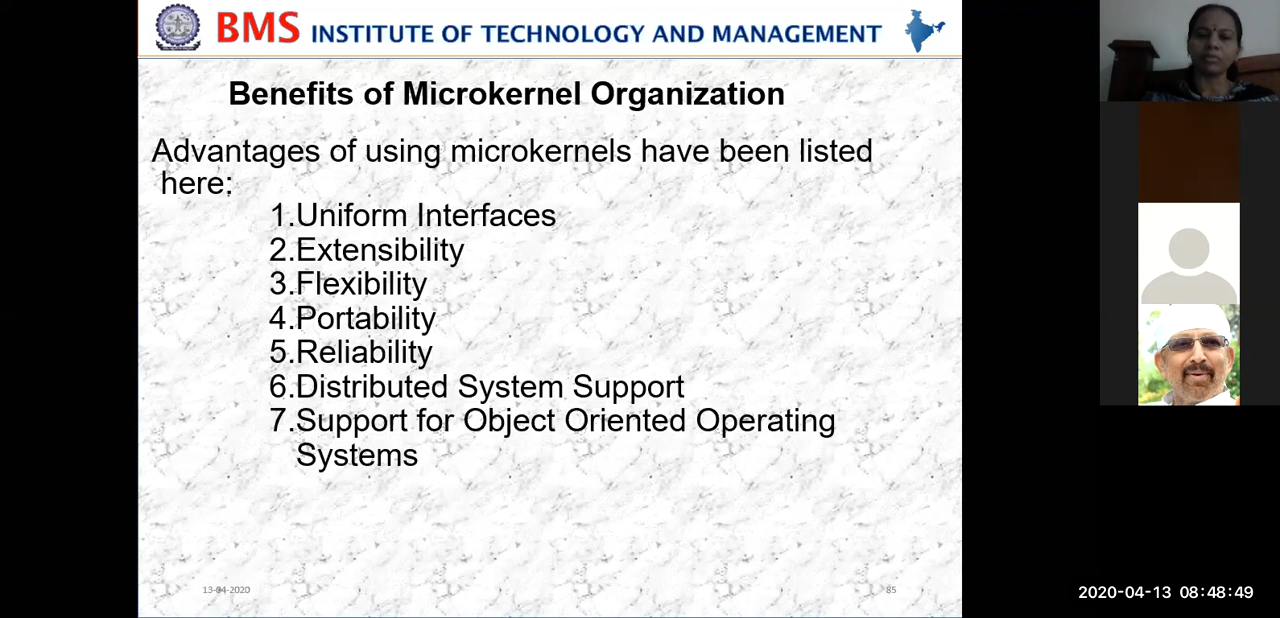 BMS INSTITUTE OF TECHNOLOGY AND MANAGEMENT
Benefits of Microkernel Organization
Advantages of using microkernels have been listed
here:
1.Uniform Interfaces
2.Extensibility
3.Flexibility
4.Portability
5.Reliability
6.Distributed System Support
7.Support for Object Oriented Operating
Systems
13-04-2020
85
2020-04-13 08:48:49